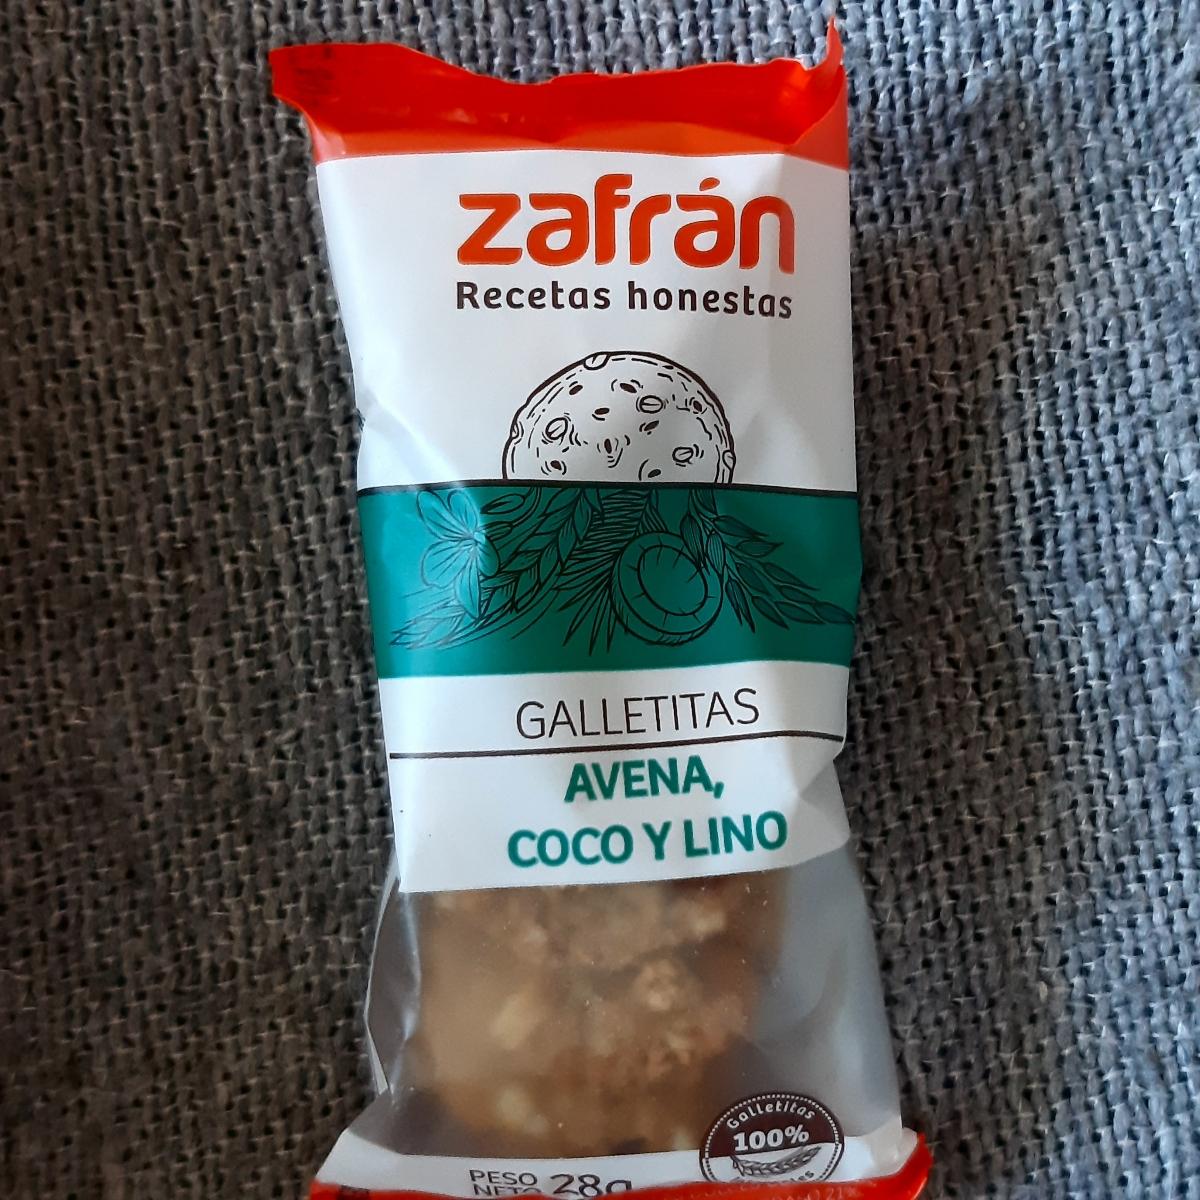 zafrán
Recetas honestas
GALLETITAS
AVENA,
COCO Y LINO
Galletitas
100%
PESO
NETO 28g